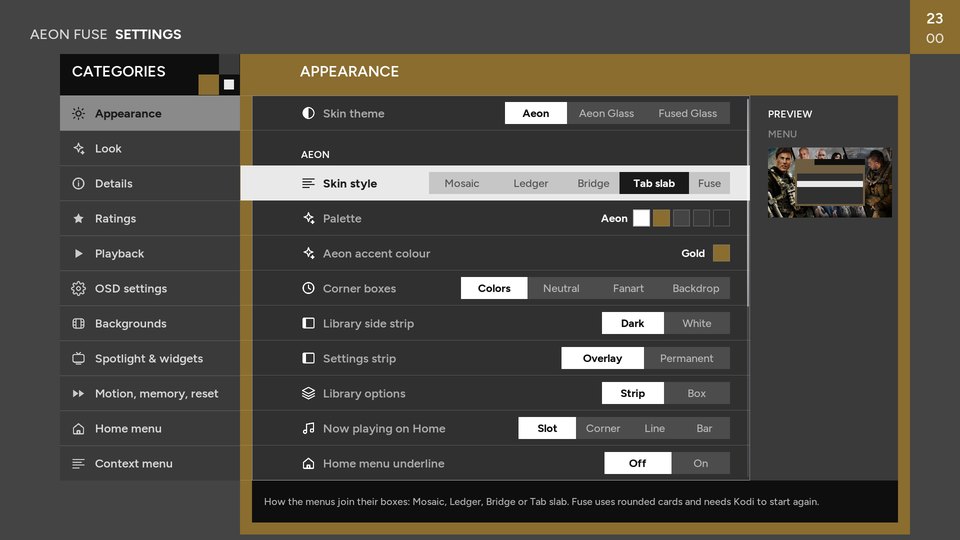 AEON FUSE SETTINGS
23
00
CATEGORIES
Appearance
Look
Details
Ratings
Playback
OSD settings
Backgrounds
Spotlight & widgets
Motion, memory, reset
Home menu
Context menu
APPEARANCE
Skin theme Aeon Aeon Glass Fused Glass
AEON
Skin style Mosaic Ledger Bridge Tab slab Fuse
Palette Aeon
Aeon accent colour Gold
Corner boxes Colors Neutral Fanart Backdrop
Library side strip Dark White
Settings strip Overlay Permanent
Library options Strip Box
Now playing on Home Slot Corner Line Bar
Home menu underline Off On
PREVIEW
MENU
How the menus join their boxes: Mosaic, Ledger, Bridge or Tab slab. Fuse uses rounded cards and needs Kodi to start again.